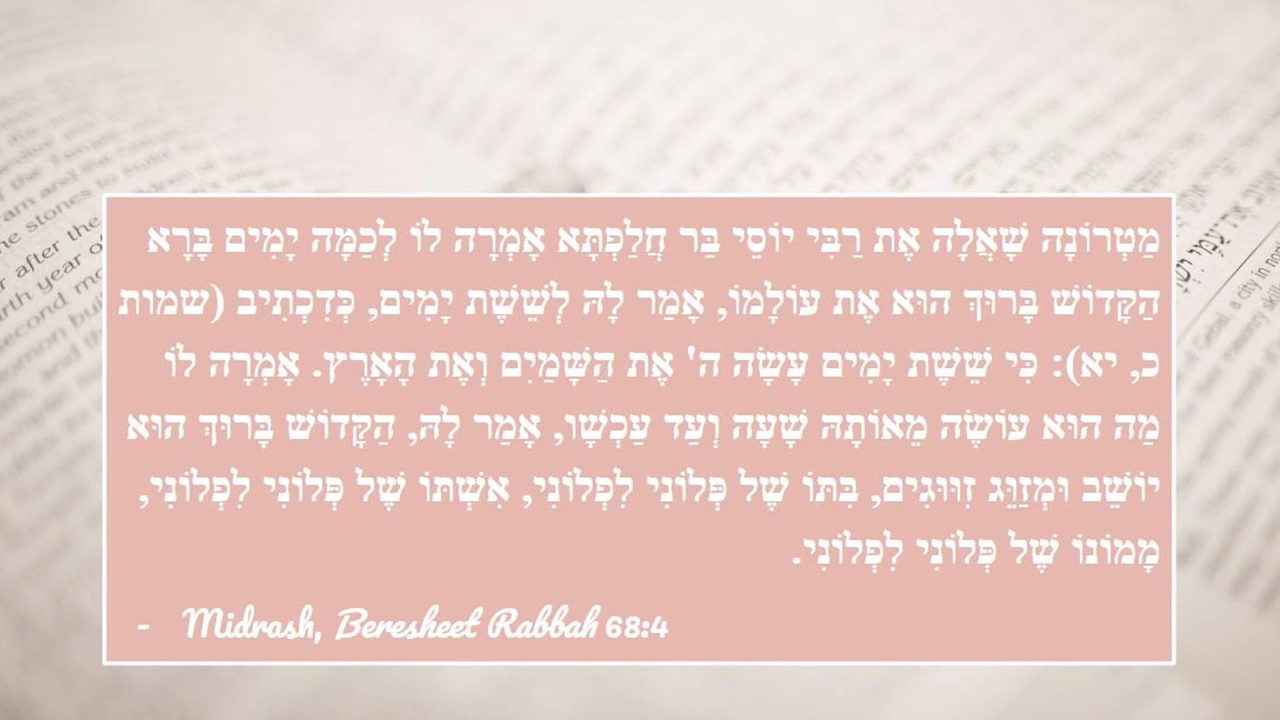 מַטְרוֹנָה שָׁאֲלָה אֶת רַבִּי יוֹסֵי בַּר חֲלַפְתָּא אָמְרָה לוֹ לְכַמָּה יָמִים בָּרָא
הַקָּדוֹשׁ בָּרוּךְ הוּא אֶת עוֹלָמוֹ, אָמַר לָהּ לְשֵׁשֶׁת יָמִים, כְּדִכְתִיב (שמות
כ, יא): כִּי שֵׁשֶׁת יָמִים עָשָׂה ה' אֶת הַשָּׁמַיִם וְאֶת הָאָרֶץ. אָמְרָה לוֹ
מַה הוּא עוֹשֶׂה מֵאוֹתָהּ שָׁעָה וְעַד עַכְשָׁו, אָמַר לָהּ, הַקָּדוֹשׁ בָּרוּךְ הוּא
יוֹשֵׁב וּמְזַוֵּג זִוּוּגִים, בִּתּוֹ שֶׁל פְּלוֹנִי לִפְלוֹנִי, אִשְׁתּוֹ שֶׁל פְּלוֹנִי לִפְלוֹנִי,
מָמוֹנוֹ שֶׁל פְּלוֹנִי לִפְלוֹנִי.
- Midrash, Beresheet Rabbah 68:4